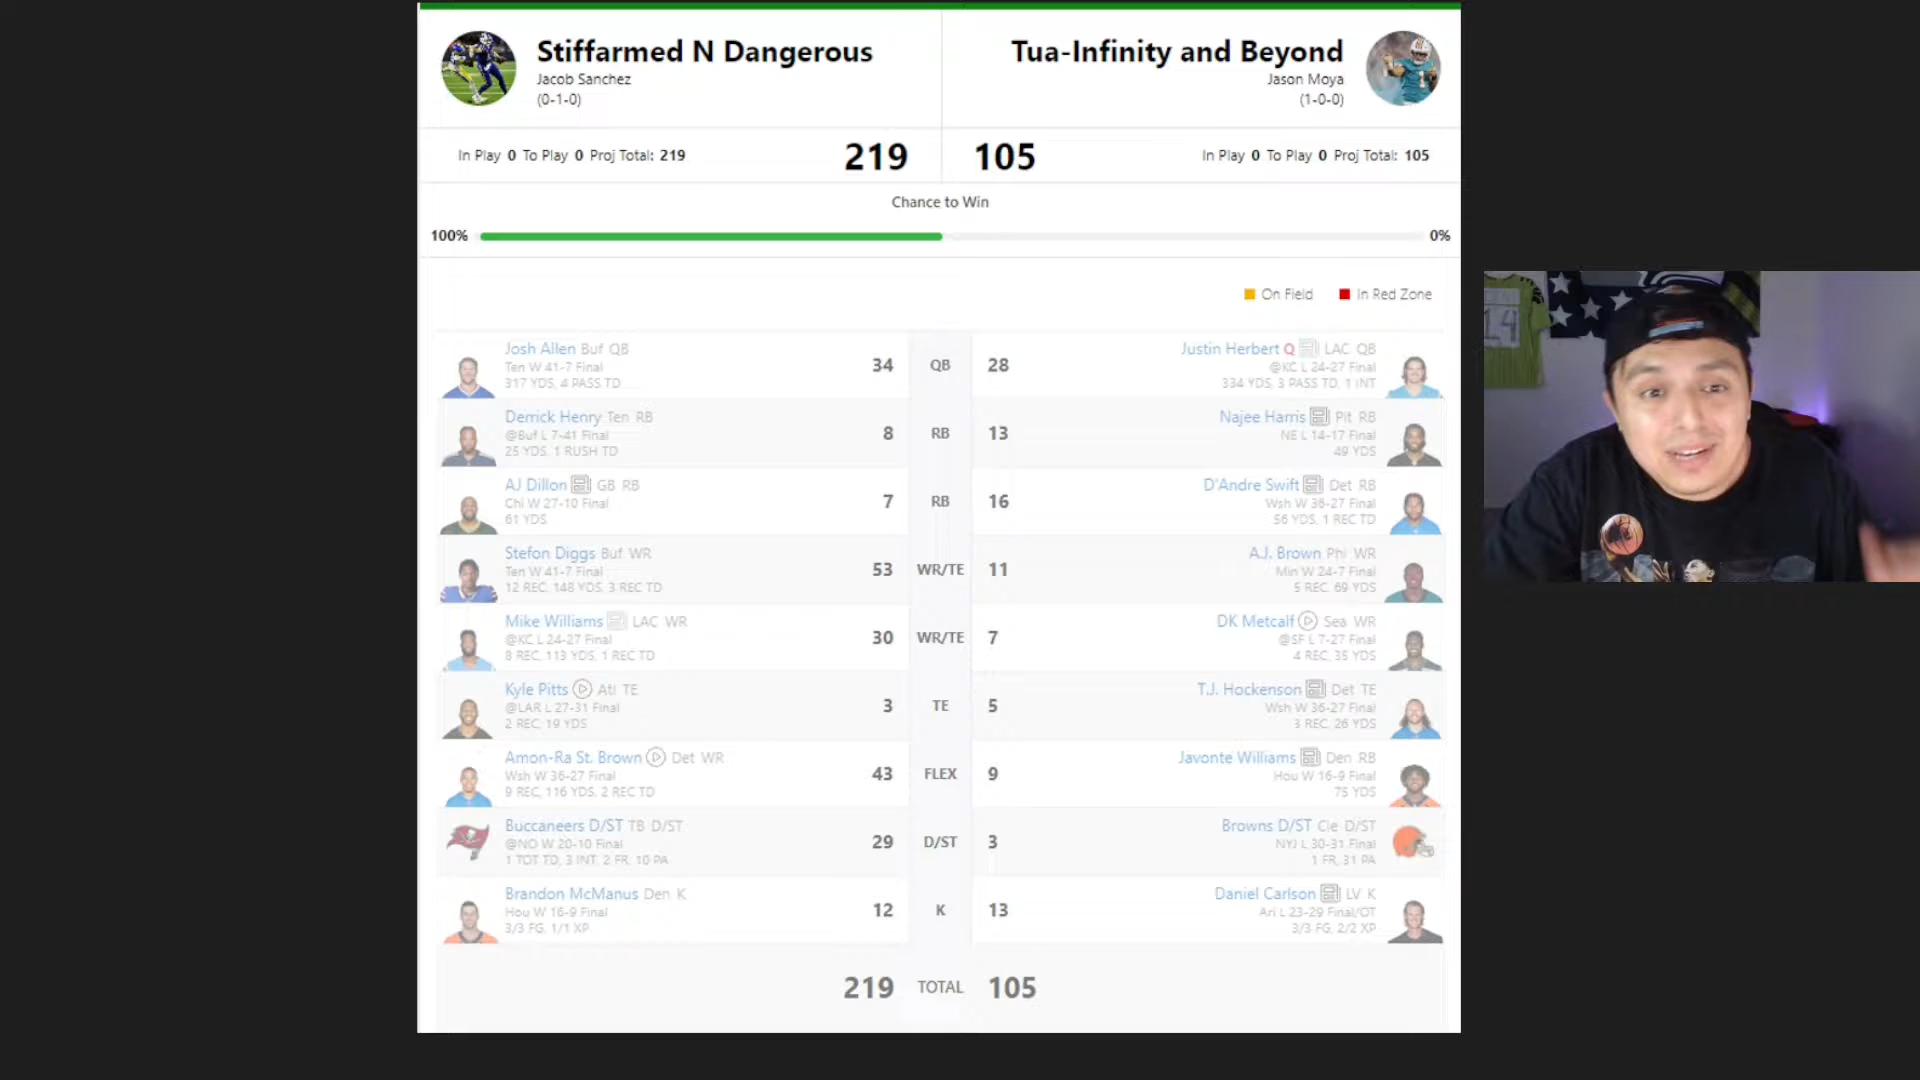 Stiffarmed N Dangerous
Jacob Sanchez
(0-1-0)
Tua-Infinity and Beyond
Jason Moya
(1-0-0)
In Play 0 To Play 0 Proj Total: 219
219
105
In Play 0 To Play 0 Proj Total: 105
Chance to Win
100%
0%
On Field
In Red Zone
Josh Allen Buf QB
Ten W 41-7 Final
317 YDS, 4 PASS TD
34
QB
28
Justin Herbert Q LAC QB
@KC L 24-27 Final
334 YDS, 3 PASS TD, 1 INT
Derrick Henry Ten RB
@Buf L 7-41 Final
25 YDS, 1 RUSH TD
8
RB
13
Najee Harris Pit RB
NE L 14-17 Final
49 YDS
AJ Dillon GB RB
Chi W 27-10 Final
61 YDS
7
RB
16
D'Andre Swift Det RB
Wsh W 36-27 Final
56 YDS, 1 REC TD
Stefon Diggs Buf WR
Ten W 41-7 Final
12 REC, 148 YDS, 3 REC TD
53
WR/TE
11
A.J. Brown Phi WR
Min W 24-7 Final
5 REC, 69 YDS
Mike Williams LAC WR
@KC L 24-27 Final
8 REC, 113 YDS, 1 REC TD
30
WR/TE
7
DK Metcalf Sea WR
@SF L 7-27 Final
4 REC, 35 YDS
Kyle Pitts Atl TE
@LAR L 27-31 Final
2 REC, 19 YDS
3
TE
5
T.J. Hockenson Det TE
Wsh W 36-27 Final
3 REC, 26 YDS
Amon-Ra St. Brown Det WR
Wsh W 36-27 Final
9 REC, 116 YDS, 2 REC TD
43
FLEX
9
Javonte Williams Den RB
Hou W 16-9 Final
75 YDS
Buccaneers D/ST TB D/ST
@NO W 20-10 Final
1 TOT TD, 3 INT, 2 FR, 10 PA
29
D/ST
3
Browns D/ST Cle D/ST
NYJ L 30-31 Final
1 FR, 31 PA
Brandon McManus Den K
Hou W 16-9 Final
3/3 FG, 1/1 XP
12
K
13
Daniel Carlson LV K
Ari L 23-29 Final/OT
3/3 FG, 2/2 XP
219
TOTAL
105
14